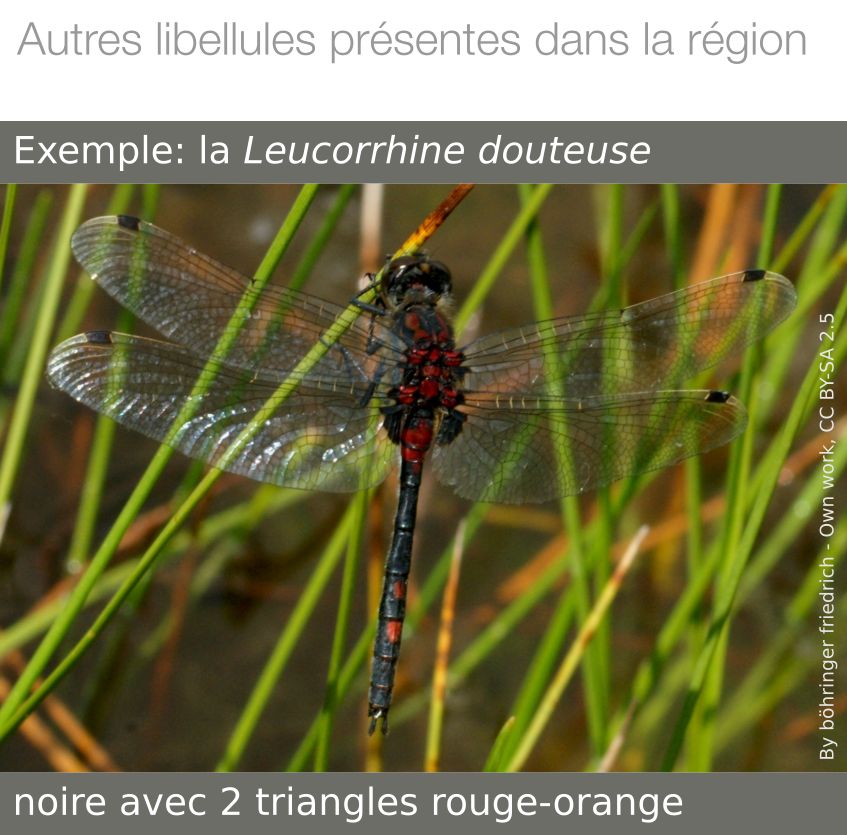 Autres libellules présentes dans la région
Exemple: la Leucorrhine douteuse
By böhringer friedrich - Own work, CC BY-SA 2.5
noire avec 2 triangles rouge-orange